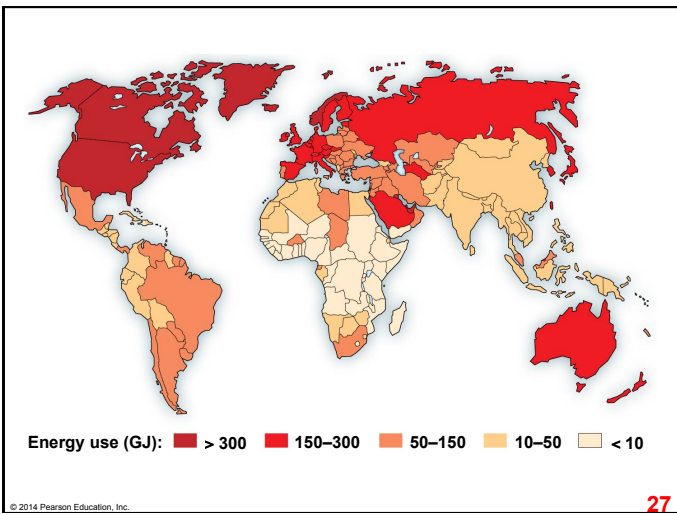 Energy use (GJ): > 300 150–300 50–150 10–50 < 10
© 2014 Pearson Education, Inc. 27